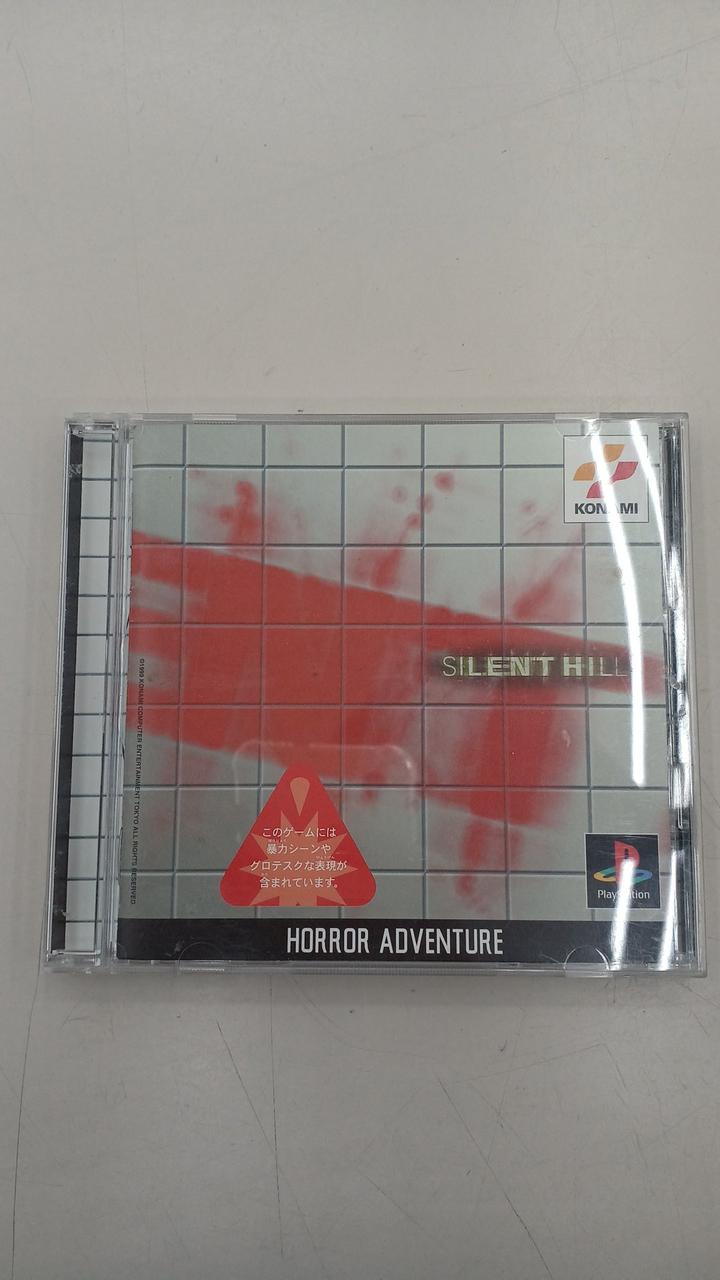 KONAMI
SILENT HILL
©1999 KONAMI COMPUTER ENTERTAINMENT TOKYO ALL RIGHTS RESERVED.
このゲームには
暴力シーンや
グロテスクな表現が
含まれています。
PlayStation
HORROR ADVENTURE